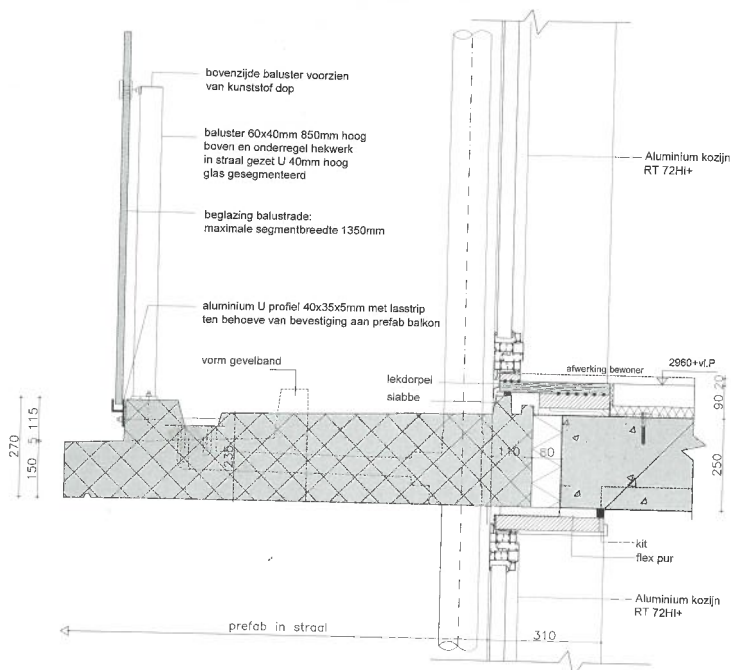 bovenzijde baluster voorzien
van kunststof dop
baluster 60x40mm 850mm hoog
boven en onderregel hekwerk
in straal gezet U 40mm hoog
glas gesegmenteerd
Aluminium kozijn
RT 72Hi+
beglazing balustrade:
maximale segmentbreedte 1350mm
aluminium U profiel 40x35x5mm met lasstrip
ten behoeve van bevestiging aan prefab balkon
vorm gevelband
afwerking bewoner
2960+vl.P
lekdorpel
slabbe
20
90
250
270
115
5
150
235
110
80
kit
flex pur
Aluminium kozijn
RT 72Hi+
prefab in straal
310